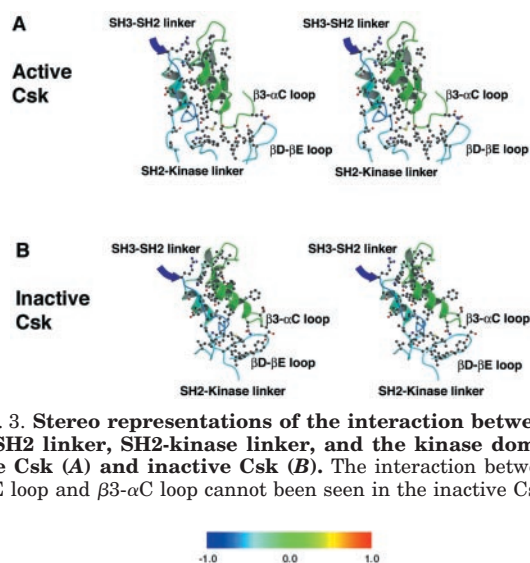 A
Active
Csk
SH3-SH2 linker
β3-αC loop
βD-βE loop
SH2-Kinase linker
SH3-SH2 linker
β3-αC loop
βD-βE loop
SH2-Kinase linker
B
Inactive
Csk
SH3-SH2 linker
β3-αC loop
βD-βE loop
SH2-Kinase linker
SH3-SH2 linker
β3-αC loop
βD-βE loop
SH2-Kinase linker
. 3. Stereo representations of the interaction betwe
SH2 linker, SH2-kinase linker, and the kinase dom
e Csk (A) and inactive Csk (B). The interaction betwe
E loop and β3-αC loop cannot been seen in the inactive Cs
-1.0 0.0 1.0